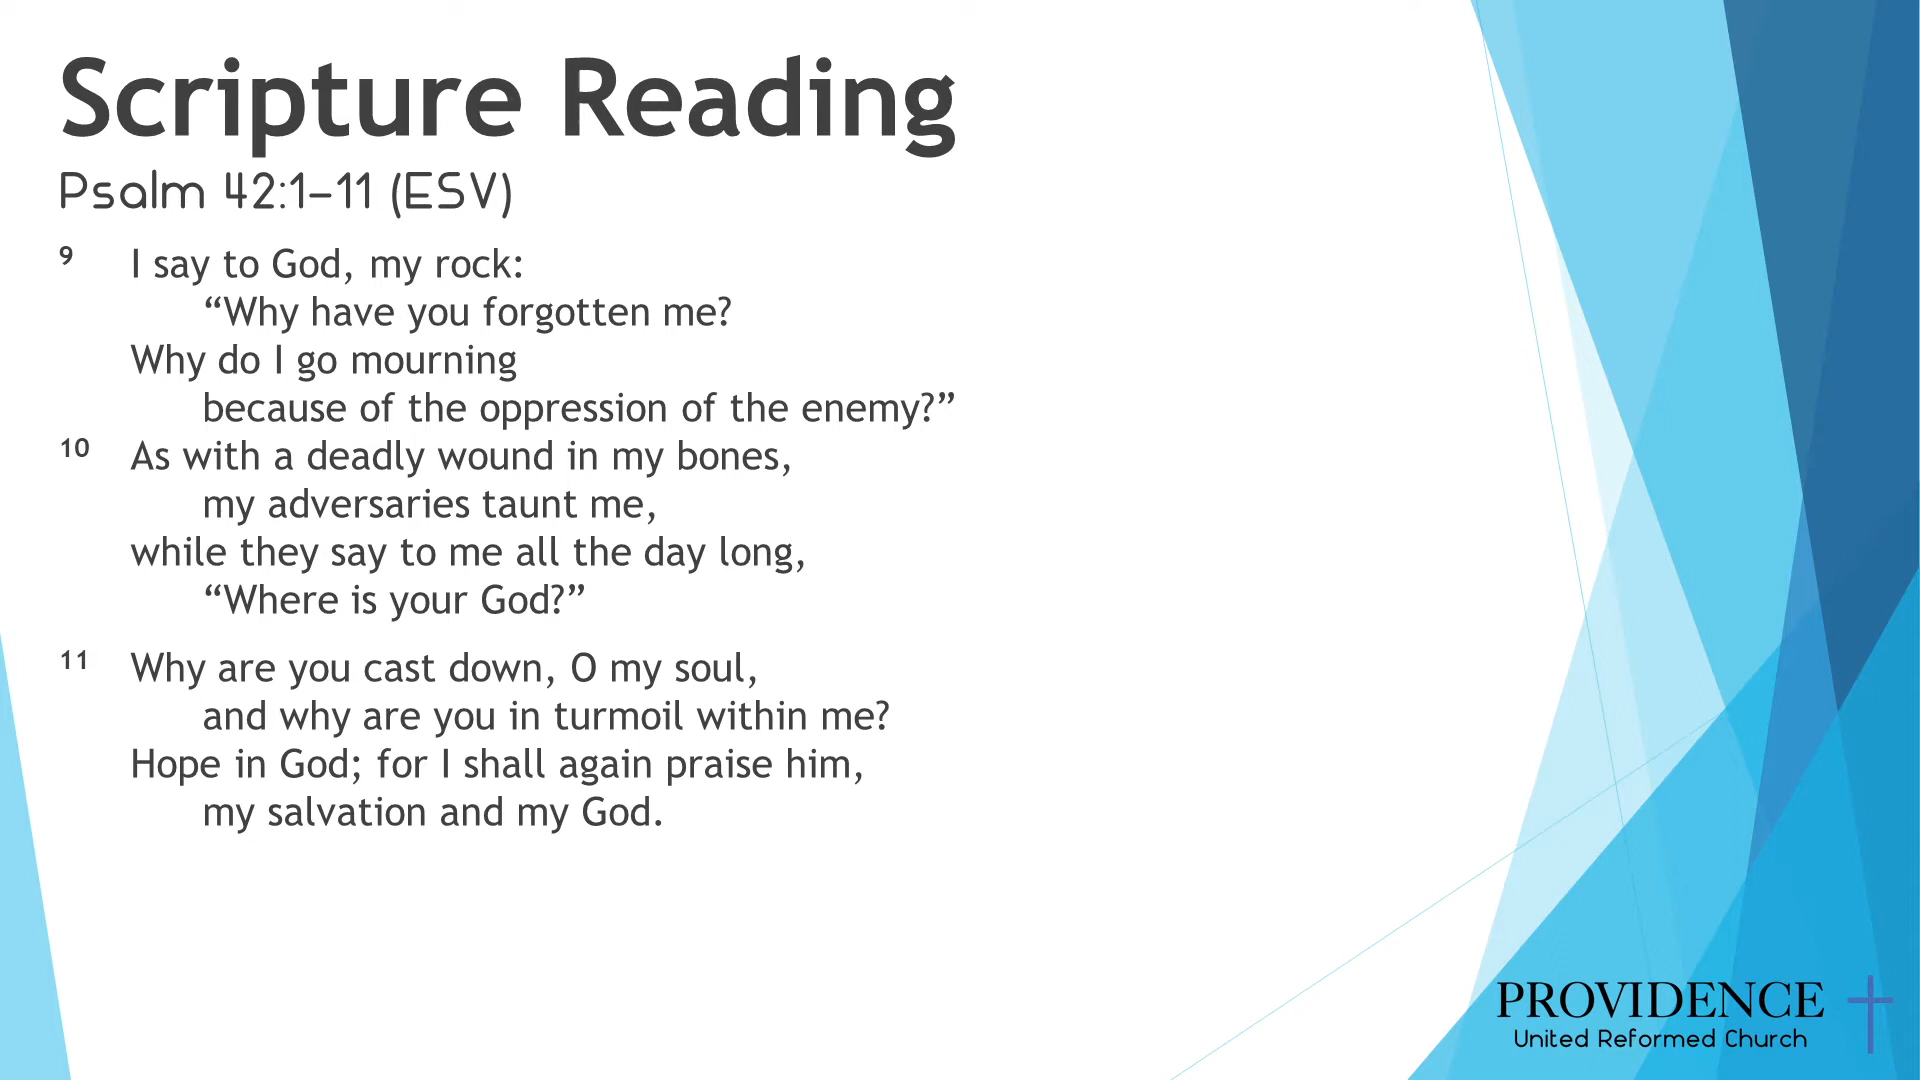 Scripture Reading
Psalm 42:1–11 (ESV)
9 I say to God, my rock:
“Why have you forgotten me?
Why do I go mourning
because of the oppression of the enemy?”
10 As with a deadly wound in my bones,
my adversaries taunt me,
while they say to me all the day long,
“Where is your God?”
11 Why are you cast down, O my soul,
and why are you in turmoil within me?
Hope in God; for I shall again praise him,
my salvation and my God.
PROVIDENCE
United Reformed Church